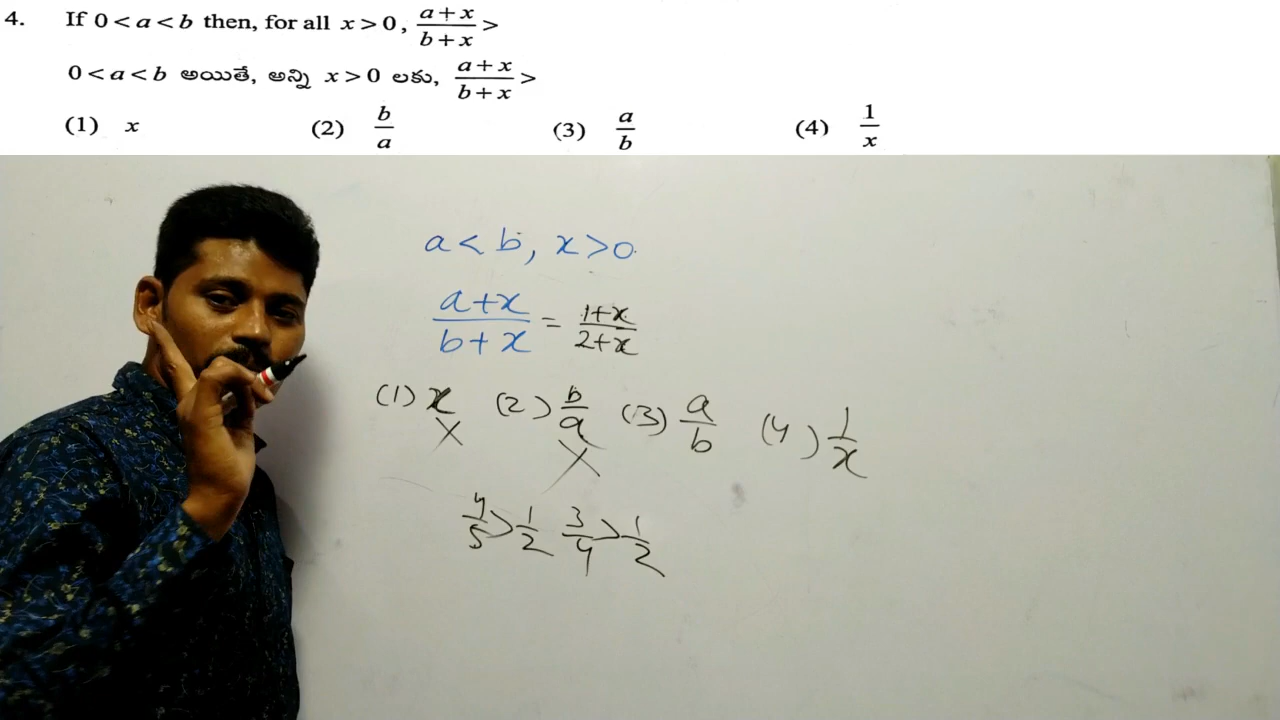 4. If 0 < a < b then, for all x > 0, (a + x)/(b + x) >
0 < a < b అయితే, అన్ని x > 0 లకు, (a + x)/(b + x) >
(1) x (2) b/a (3) a/b (4) 1/x
a < b, x > 0.
(a + x)/(b + x) = (1 + x)/(2 + x)
(1) x (2) b/a (3) a/b (4) 1/x
4/5 > 1/2 3/4 > 1/2